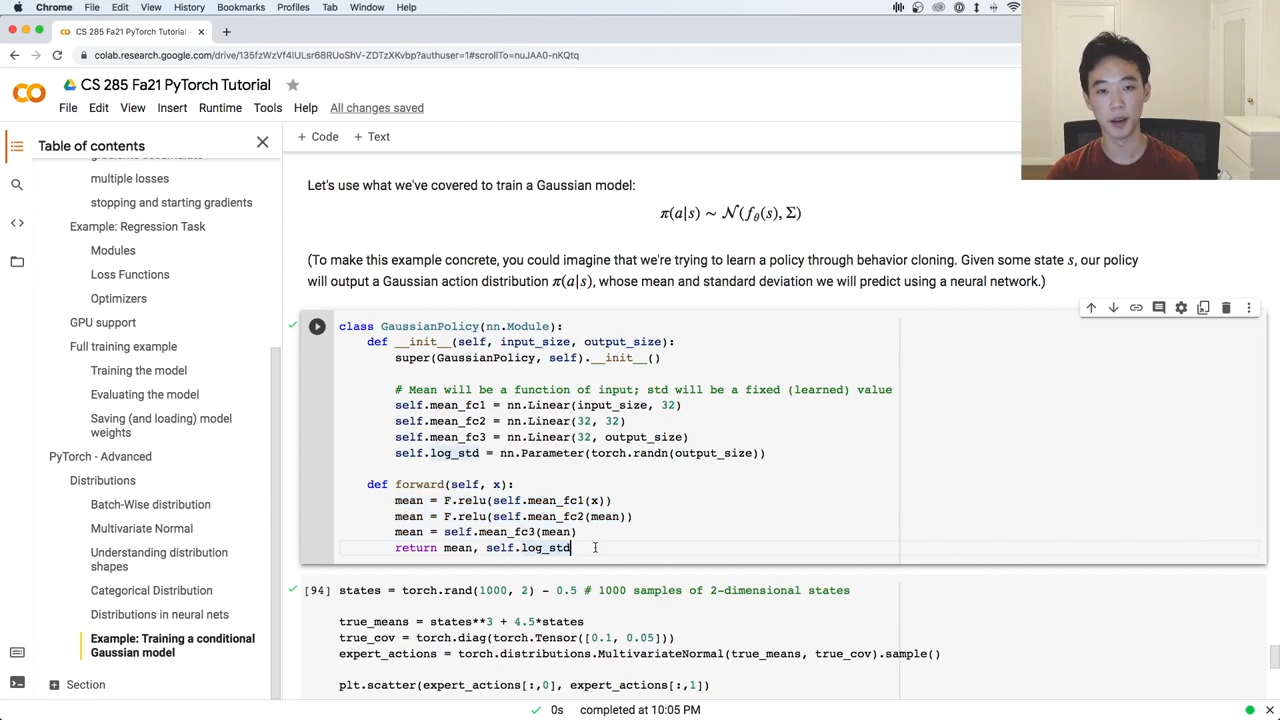 Chrome File Edit View History Bookmarks Profiles Tab Window Help
CS 285 Fa21 PyTorch Tutorial
colab.research.google.com/drive/135fzWzVf4lULsr68RUoShV-ZDTzXKvbp?authuser=1#scrollTo=nuJAA0-nKQtq
CS 285 Fa21 PyTorch Tutorial
File Edit View Insert Runtime Tools Help All changes saved
Table of contents
gradients accumulate
multiple losses
stopping and starting gradients
Example: Regression Task
Modules
Loss Functions
Optimizers
GPU support
Full training example
Training the model
Evaluating the model
Saving (and loading) model
weights
PyTorch - Advanced
Distributions
Batch-Wise distribution
Multivariate Normal
Understanding distribution
sizes
Categorical Distribution
Distributions in neural nets
Example: Training a conditional
Gaussian model
Section
+ Code + Text
Let's use what we've covered to train a Gaussian model:
π(a|s) ∼ 𝒩(fθ(s), Σ)
(To make this example concrete, you could imagine that we're trying to learn a policy through behavior cloning. Given some state s, our policy
will output a Gaussian action distribution π(a|s), whose mean and standard deviation we will predict using a neural network.)
class GaussianPolicy(nn.Module):
def __init__(self, input_size, output_size):
super(GaussianPolicy, self).__init__()
# Mean will be a function of input; std will be a fixed (learned) value
self.mean_fc1 = nn.Linear(input_size, 32)
self.mean_fc2 = nn.Linear(32, 32)
self.mean_fc3 = nn.Linear(32, output_size)
self.log_std = nn.Parameter(torch.randn(output_size))
def forward(self, x):
mean = F.relu(self.mean_fc1(x))
mean = F.relu(self.mean_fc2(mean))
mean = self.mean_fc3(mean)
return mean, self.log_std
[94] states = torch.rand(1000, 2) - 0.5 # 1000 samples of 2-dimensional states
true_means = states**3 + 4.5*states
true_cov = torch.diag(torch.Tensor([0.1, 0.05]))
expert_actions = torch.distributions.MultivariateNormal(true_means, true_cov).sample()
plt.scatter(expert_actions[:,0], expert_actions[:,1])
0s completed at 10:05 PM